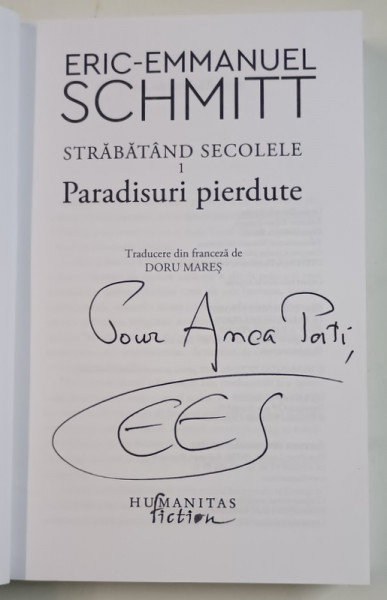 ERIC-EMMANUEL
SCHMITT
STRĂBĂTÂND SECOLELE
1
Paradisuri pierdute
Traducere din franceză de
DORU MAREȘ
Pour Anca Pati,
EES
HUMANITAS
fiction